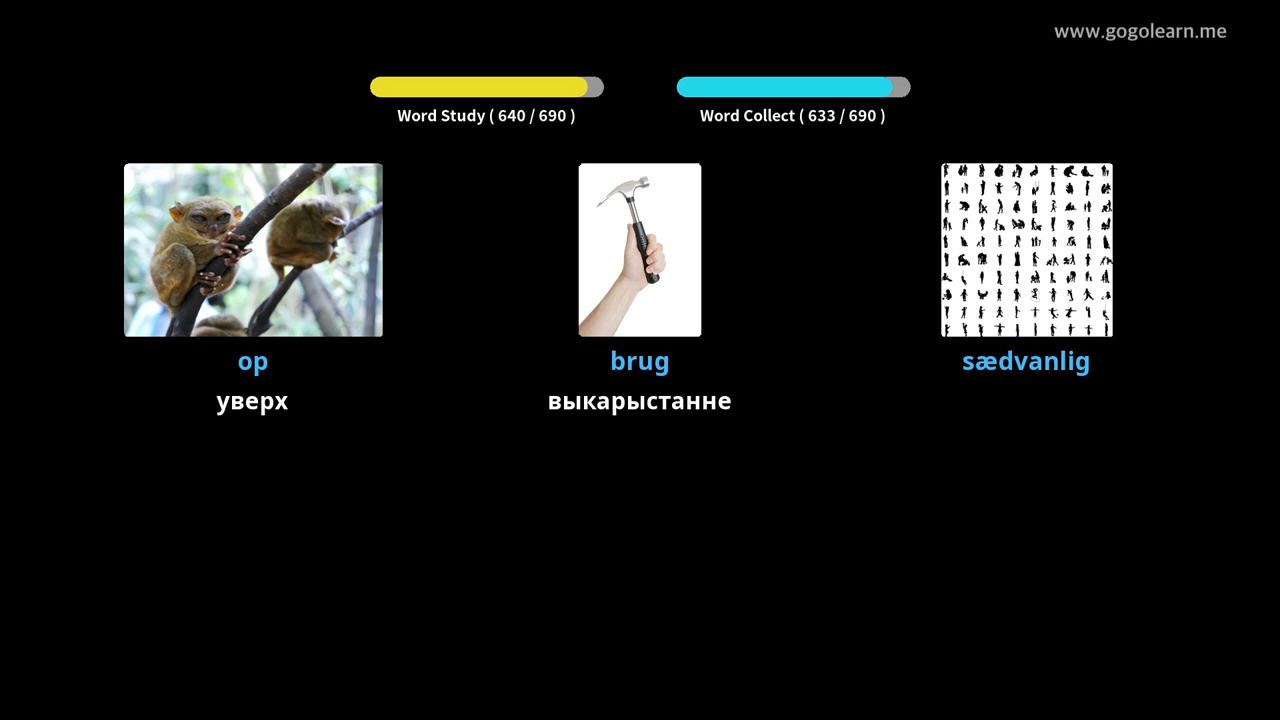 www.gogolearn.me
Word Study ( 640 / 690 )
Word Collect ( 633 / 690 )
op
brug
sædvanlig
уверх
выкарыстанне